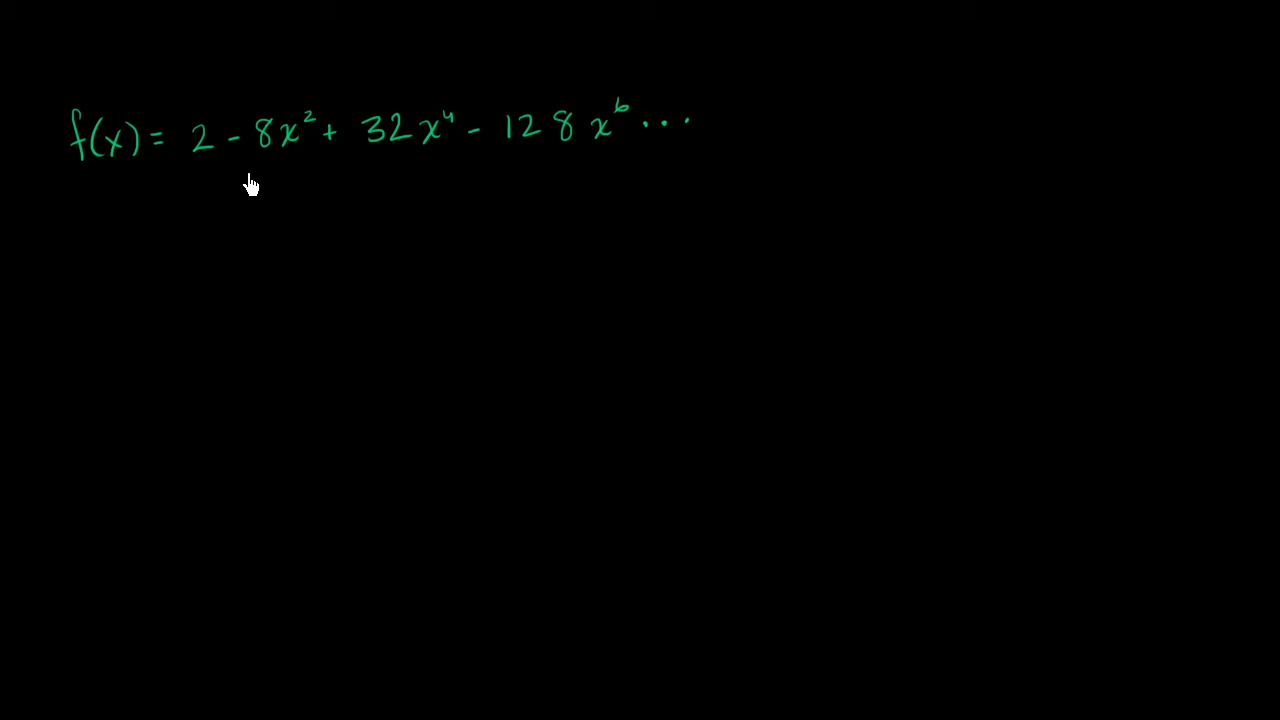 f(x) = 2 - 8x² + 32x⁴ - 128x⁶ ...